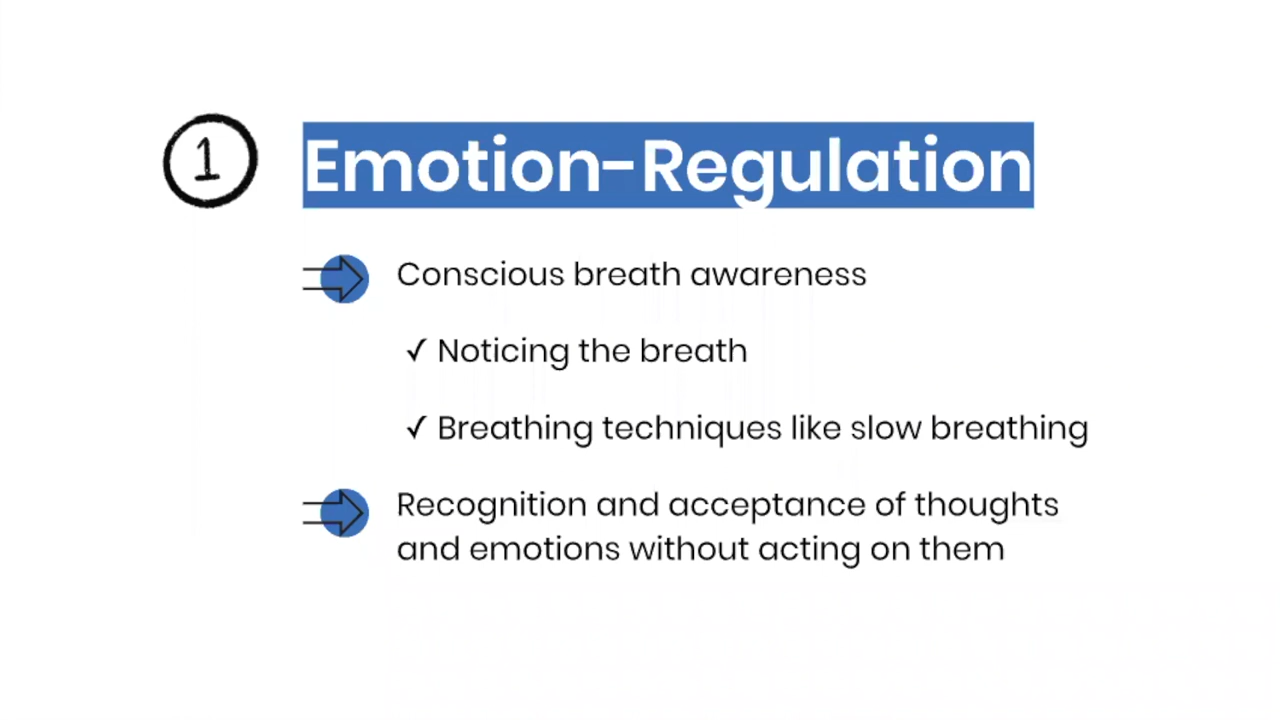 1
Emotion-Regulation
Conscious breath awareness
✓ Noticing the breath
✓ Breathing techniques like slow breathing
Recognition and acceptance of thoughts
and emotions without acting on them